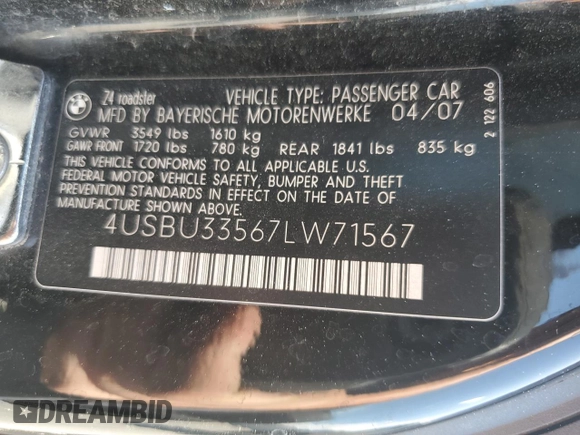 BMW
Z4 roadster VEHICLE TYPE: PASSENGER CAR
MFD BY BAYERISCHE MOTORENWERKE 04/07
GVWR 3549 lbs 1610 kg
GAWR FRONT 1720 lbs 780 kg REAR 1841 lbs 835 kg
THIS VEHICLE CONFORMS TO ALL APPLICABLE U.S.
FEDERAL MOTOR VEHICLE SAFETY, BUMPER AND THEFT
PREVENTION STANDARDS IN EFFECT ON THE DATE OF
MANUFACTURE SHOWN ABOVE.
4USBU33567LW71567
2 122 606
DREAMBID